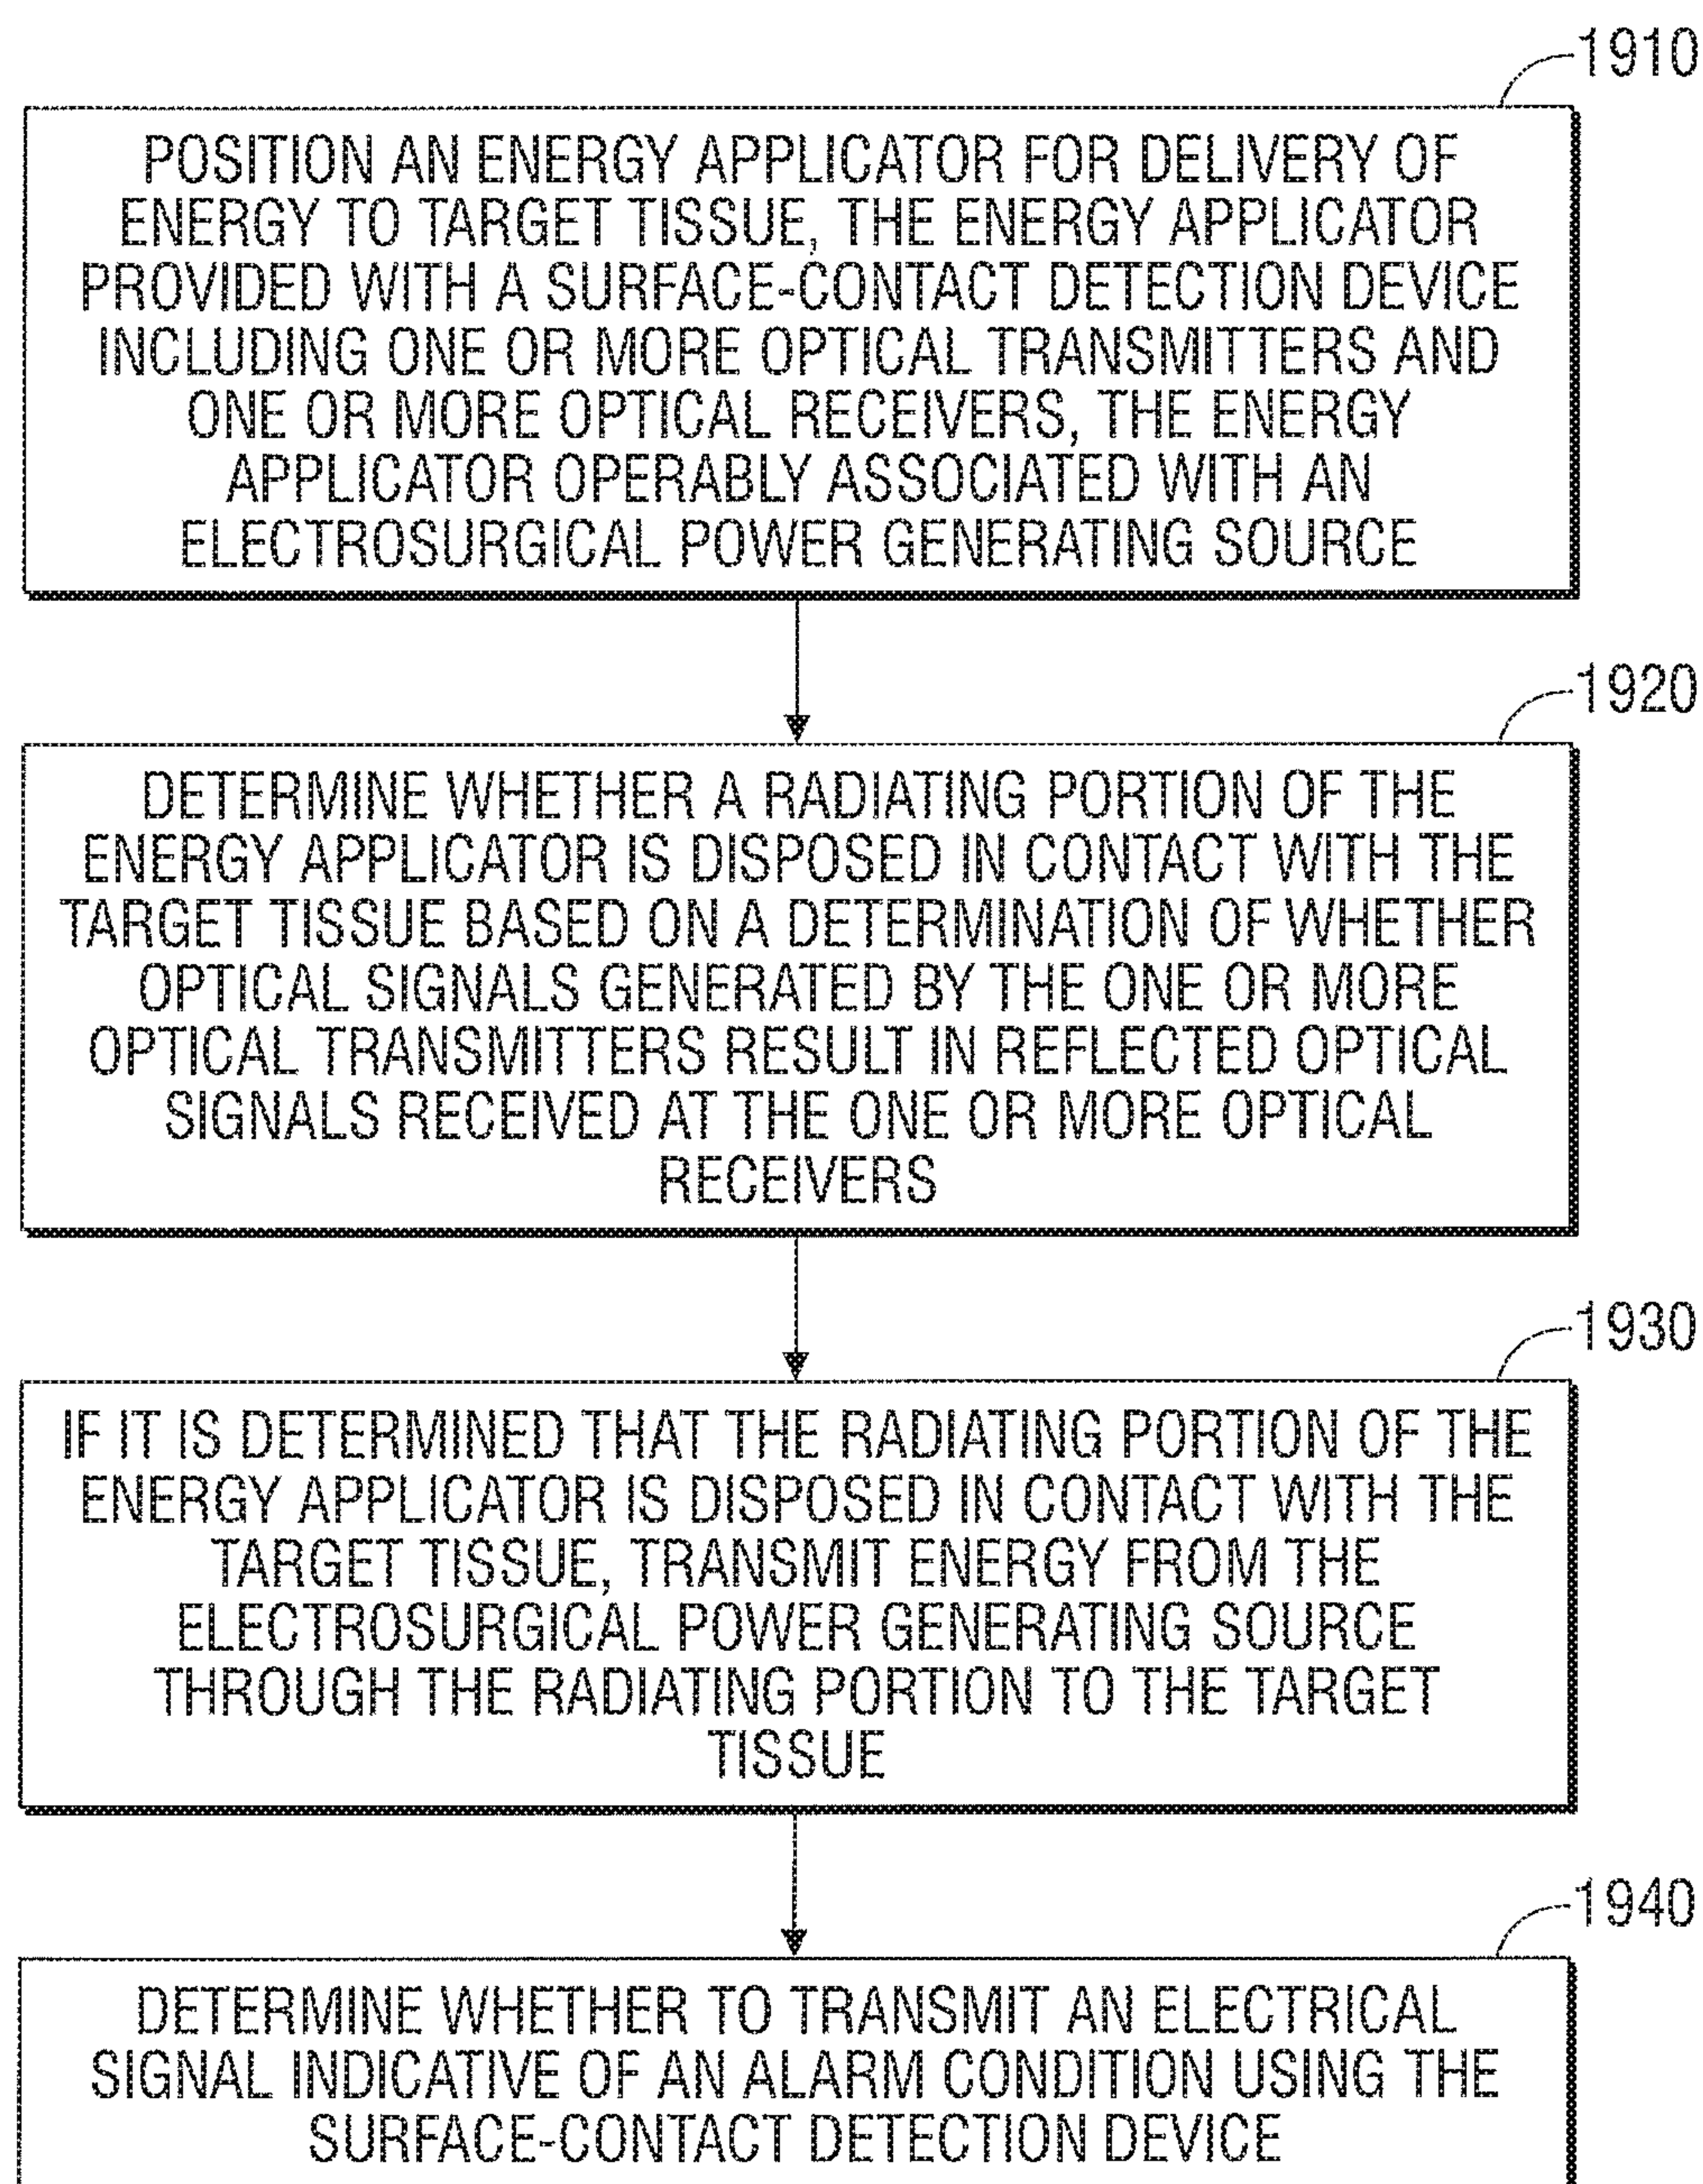 1910
POSITION AN ENERGY APPLICATOR FOR DELIVERY OF
ENERGY TO TARGET TISSUE, THE ENERGY APPLICATOR
PROVIDED WITH A SURFACE-CONTACT DETECTION DEVICE
INCLUDING ONE OR MORE OPTICAL TRANSMITTERS AND
ONE OR MORE OPTICAL RECEIVERS, THE ENERGY
APPLICATOR OPERABLY ASSOCIATED WITH AN
ELECTROSURGICAL POWER GENERATING SOURCE
1920
DETERMINE WHETHER A RADIATING PORTION OF THE
ENERGY APPLICATOR IS DISPOSED IN CONTACT WITH THE
TARGET TISSUE BASED ON A DETERMINATION OF WHETHER
OPTICAL SIGNALS GENERATED BY THE ONE OR MORE
OPTICAL TRANSMITTERS RESULT IN REFLECTED OPTICAL
SIGNALS RECEIVED AT THE ONE OR MORE OPTICAL
RECEIVERS
1930
IF IT IS DETERMINED THAT THE RADIATING PORTION OF THE
ENERGY APPLICATOR IS DISPOSED IN CONTACT WITH THE
TARGET TISSUE, TRANSMIT ENERGY FROM THE
ELECTROSURGICAL POWER GENERATING SOURCE
THROUGH THE RADIATING PORTION TO THE TARGET
TISSUE
1940
DETERMINE WHETHER TO TRANSMIT AN ELECTRICAL
SIGNAL INDICATIVE OF AN ALARM CONDITION USING THE
SURFACE-CONTACT DETECTION DEVICE